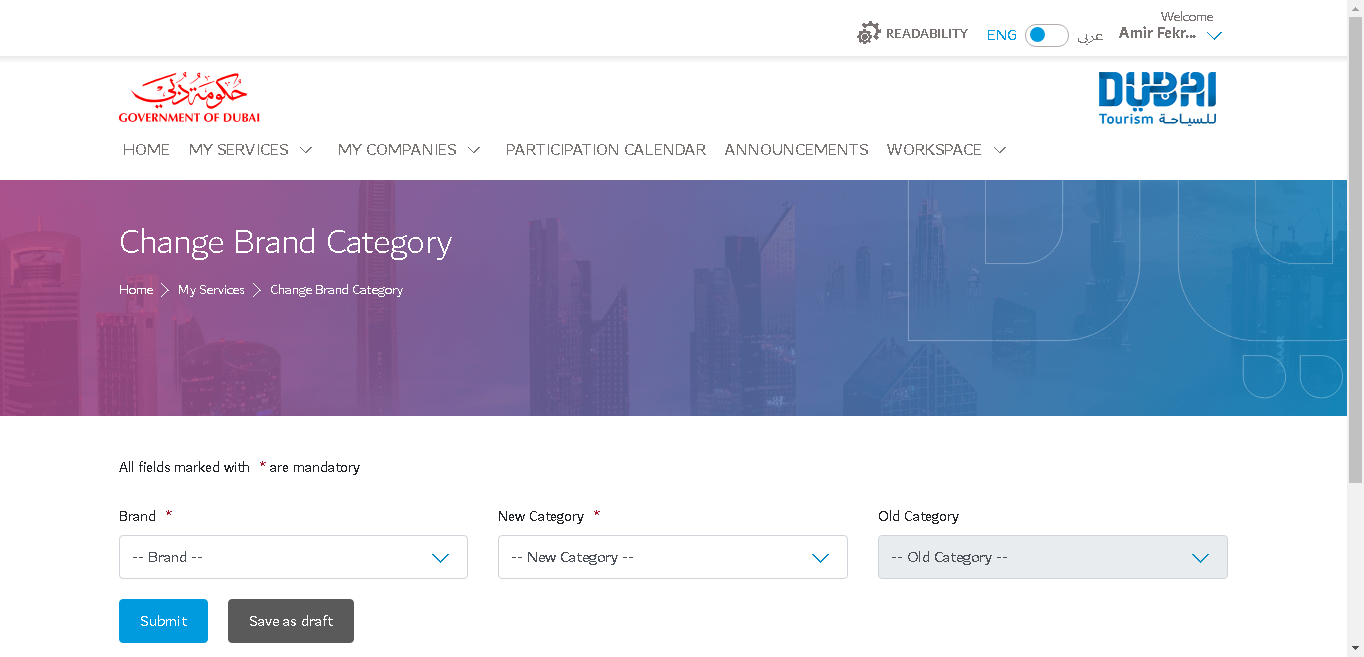 Welcome
READABILITY ENG عربى Amir Fekr...
حكومة دبي
GOVERNMENT OF DUBAI
DUBAI
Tourism للسياحة
HOME MY SERVICES MY COMPANIES PARTICIPATION CALENDAR ANNOUNCEMENTS WORKSPACE
Change Brand Category
Home My Services Change Brand Category
All fields marked with * are mandatory
Brand * New Category * Old Category
-- Brand -- -- New Category -- -- Old Category --
Submit Save as draft